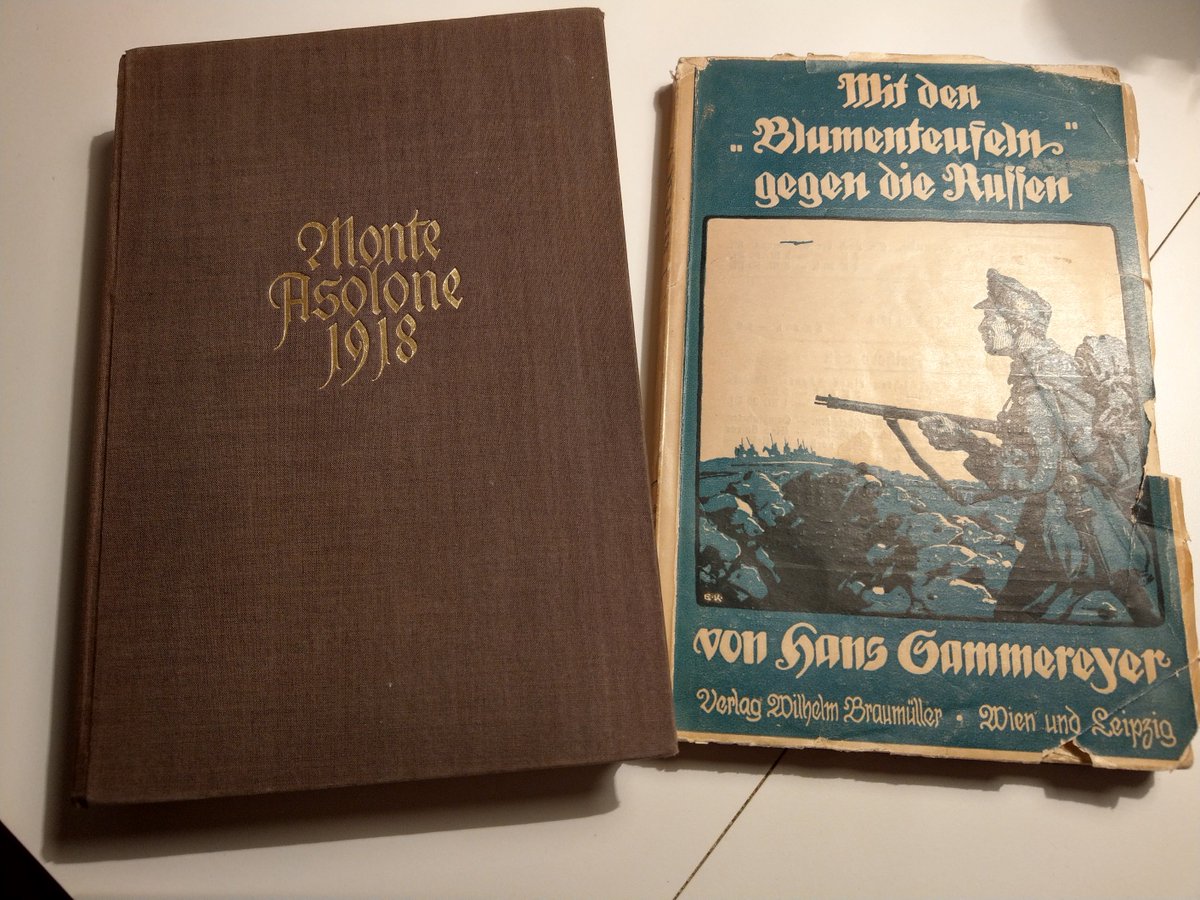 Monte
Asolone
1918
Mit den
„Blumenteufeln"
gegen die Russen
von Hans Gammereyer
Verlag Wilhelm Braumüller · Wien und Leipzig